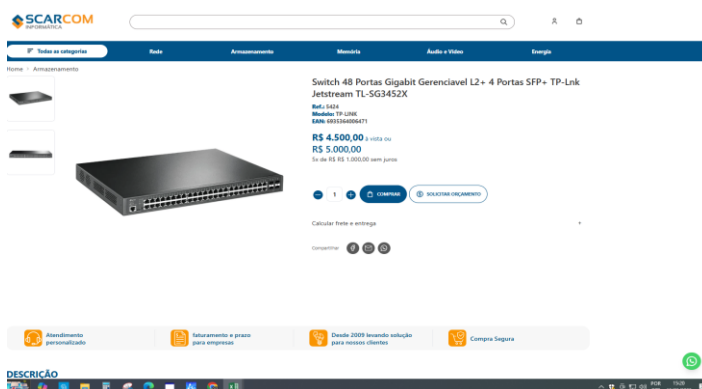 SCARCOM
INFORMÁTICA
Todas as categorias
Rede
Armazenamento
Memória
Áudio e Vídeo
Energia
Home > Armazenamento
Switch 48 Portas Gigabit Gerenciavel L2+ 4 Portas SFP+ TP-Lnk
Jetstream TL-SG3452X
Ref.: 5424
Modelo: TP-LINK
EAN: 6935364006471
R$ 4.500,00 à vista ou
R$ 5.000,00
5x de R$ R$ 1.000,00 sem juros
1
COMPRAR
SOLICITAR ORÇAMENTO
Calcular frete e entrega
+
Compartilhar:
Atendimento
personalizado
faturamento e prazo
para empresas
Desde 2009 levando solução
para nossos clientes
Compra Segura
DESCRIÇÃO
POR